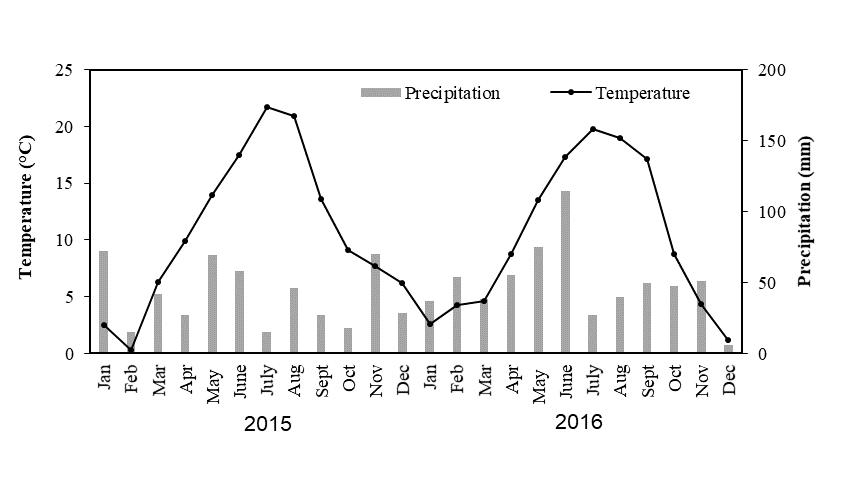 25
200
Precipitation
Temperature
20
150
15
100
10
50
5
0
0
Temperature (°C)
Precipitation (mm)
Jan
Feb
Mar
Apr
May
June
July
Aug
Sept
Oct
Nov
Dec
Jan
Feb
Mar
Apr
May
June
July
Aug
Sept
Oct
Nov
Dec
2015
2016